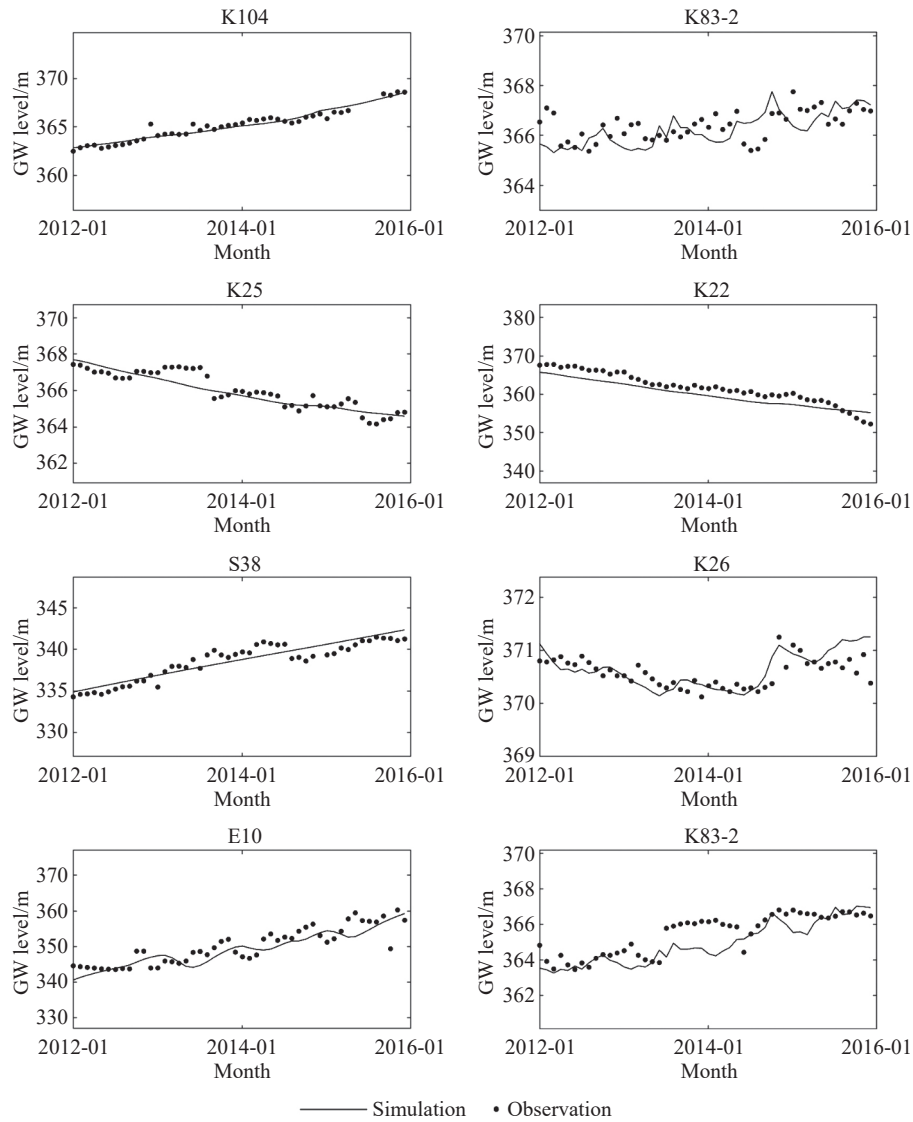 K104
GW level/m
370
365
360
2012-01 2014-01 2016-01
Month
K83-2
GW level/m
370
368
366
363
2012-01 2014-01 2016-01
Month
K25
GW level/m
370
368
366
364
362
2012-01 2014-01 2016-01
Month
K22
GW level/m
380
370
360
350
340
2012-01 2014-01 2016-01
Month
S38
GW level/m
345
340
335
330
2012-01 2014-01 2016-01
Month
K26
GW level/m
372
371
370
369
2012-01 2014-01 2016-01
Month
E10
GW level/m
370
360
350
340
330
2012-01 2014-01 2016-01
Month
K83-2
GW level/m
370
368
366
364
362
2012-01 2014-01 2016-01
Month
Simulation Observation